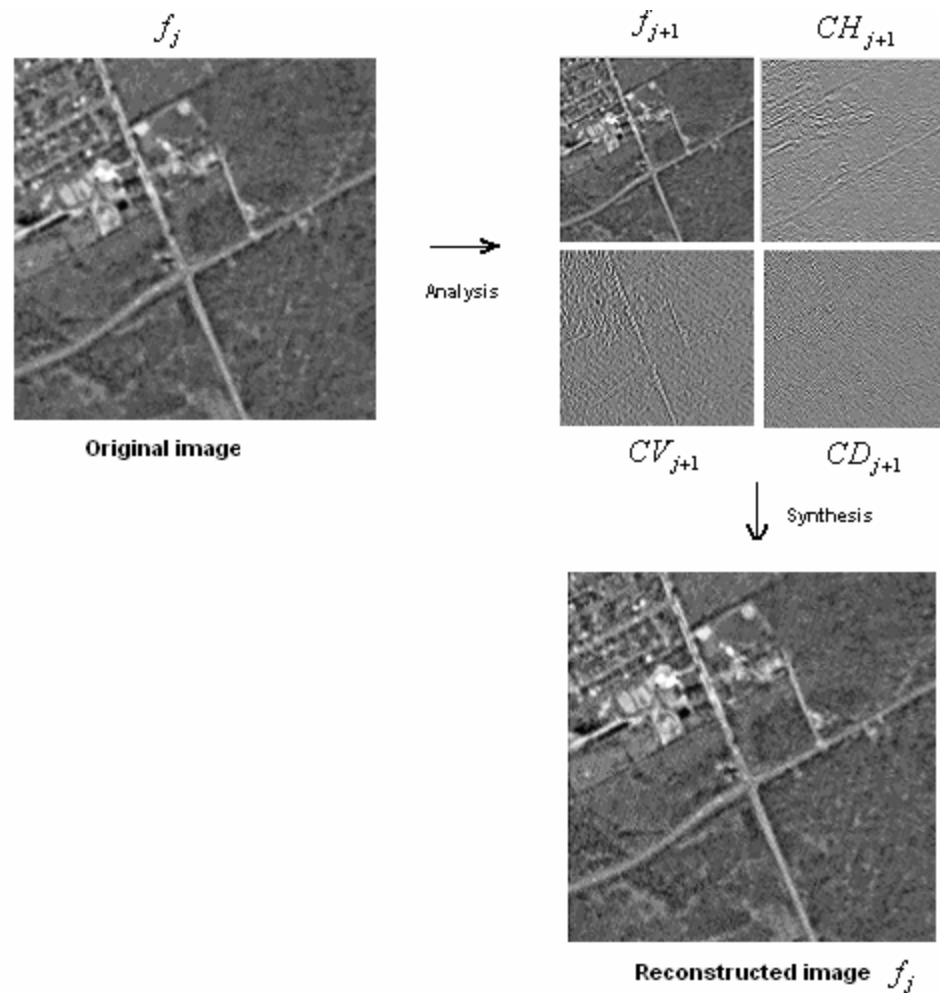 f_j
f_{j+1}
CH_{j+1}
Analysis
Original image
CV_{j+1}
CD_{j+1}
Synthesis
Reconstructed image f_j